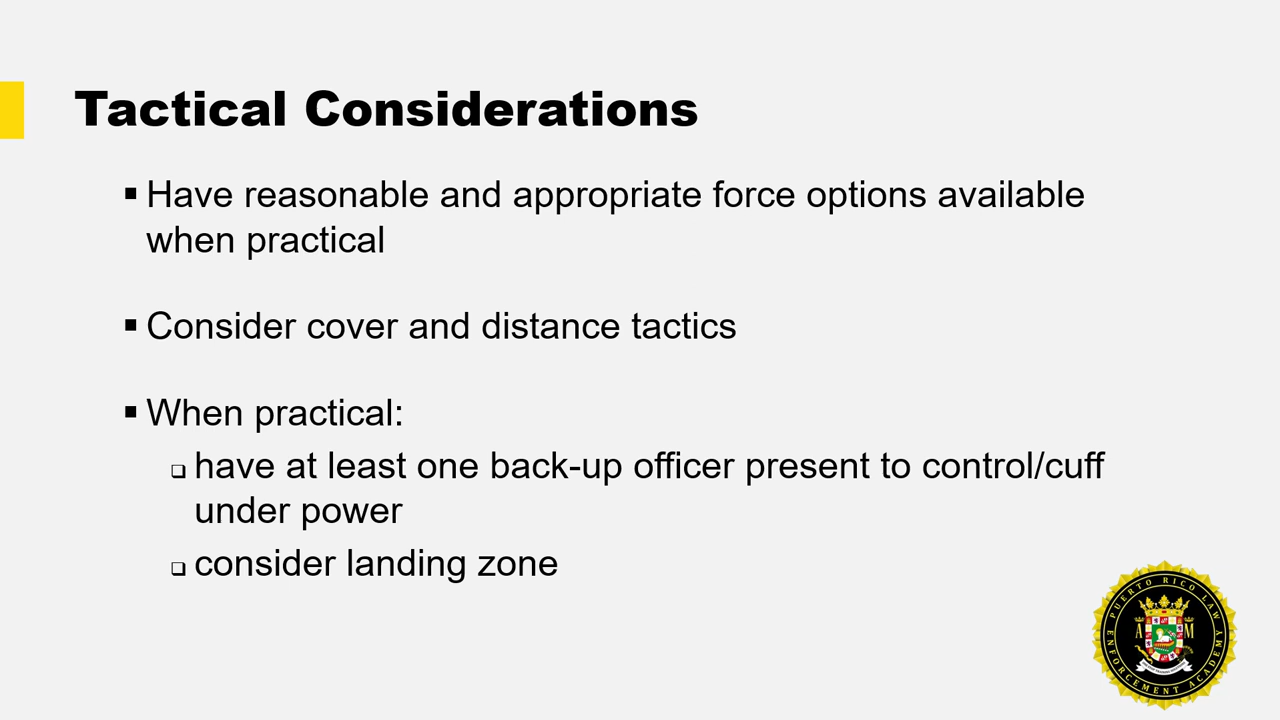 Tactical Considerations
▪ Have reasonable and appropriate force options available
when practical
▪ Consider cover and distance tactics
▪ When practical:
❑ have at least one back-up officer present to control/cuff
under power
❑ consider landing zone
PUERTO RICO LAW
ENFORCEMENT ACADEMY
A M